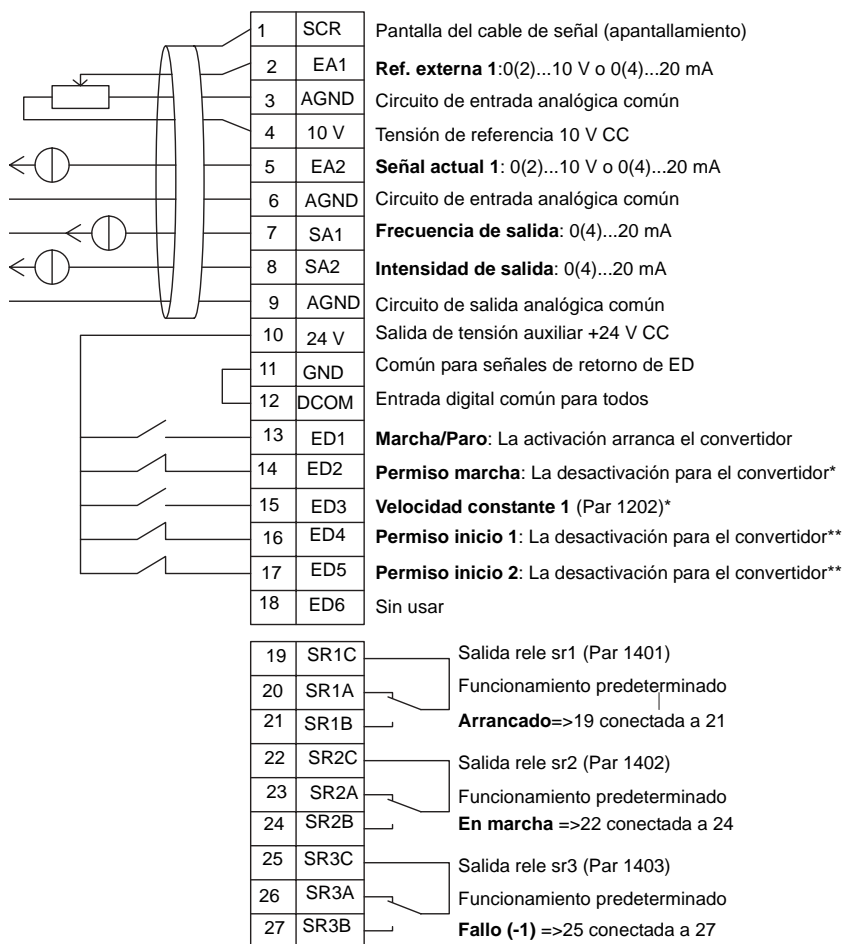 1 SCR Pantalla del cable de señal (apantallamiento)
2 EA1 Ref. externa 1:0(2)...10 V o 0(4)...20 mA
3 AGND Circuito de entrada analógica común
4 10 V Tensión de referencia 10 V CC
5 EA2 Señal actual 1: 0(2)...10 V o 0(4)...20 mA
6 AGND Circuito de entrada analógica común
7 SA1 Frecuencia de salida: 0(4)...20 mA
8 SA2 Intensidad de salida: 0(4)...20 mA
9 AGND Circuito de salida analógica común
10 24 V Salida de tensión auxiliar +24 V CC
11 GND Común para señales de retorno de ED
12 DCOM Entrada digital común para todos
13 ED1 Marcha/Paro: La activación arranca el convertidor
14 ED2 Permiso marcha: La desactivación para el convertidor*
15 ED3 Velocidad constante 1 (Par 1202)*
16 ED4 Permiso inicio 1: La desactivación para el convertidor**
17 ED5 Permiso inicio 2: La desactivación para el convertidor**
18 ED6 Sin usar
19 SR1C Salida rele sr1 (Par 1401)
20 SR1A Funcionamiento predeterminado
21 SR1B Arrancado=>19 conectada a 21
22 SR2C Salida rele sr2 (Par 1402)
23 SR2A Funcionamiento predeterminado
24 SR2B En marcha =>22 conectada a 24
25 SR3C Salida rele sr3 (Par 1403)
26 SR3A Funcionamiento predeterminado
27 SR3B Fallo (-1) =>25 conectada a 27